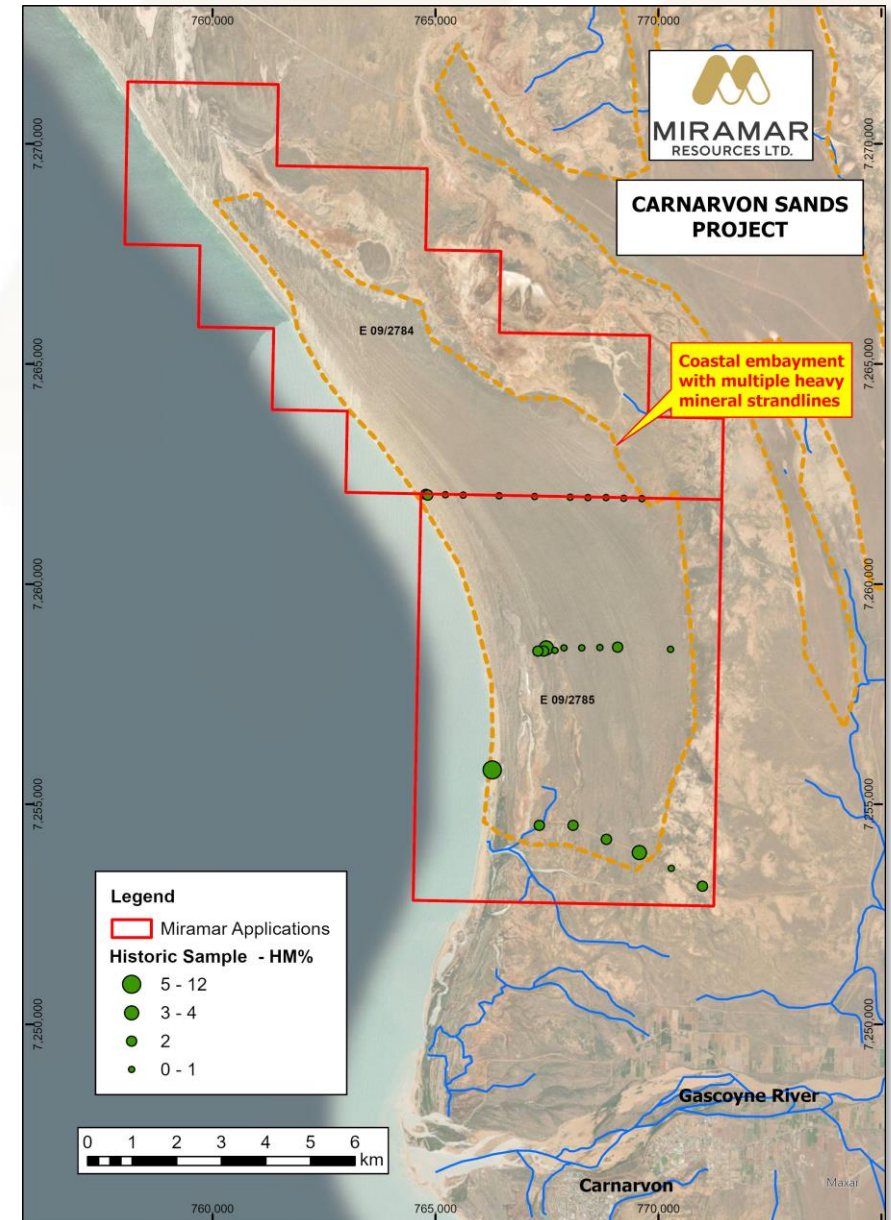 760,000
765,000
770,000
MIRAMAR
RESOURCES LTD.
CARNARVON SANDS
PROJECT
7,270,000
7,270,000
E 09/2784
7,265,000
7,265,000
Coastal embayment
with multiple heavy
mineral strandlines
7,260,000
7,260,000
E 09/2785
7,255,000
7,255,000
Legend
Miramar Applications
Historic Sample - HM%
5 - 12
3 - 4
2
0 - 1
7,250,000
7,250,000
Gascoyne River
0 1 2 3 4 5 6
km
Carnarvon
Maxar
760,000
765,000
770,000